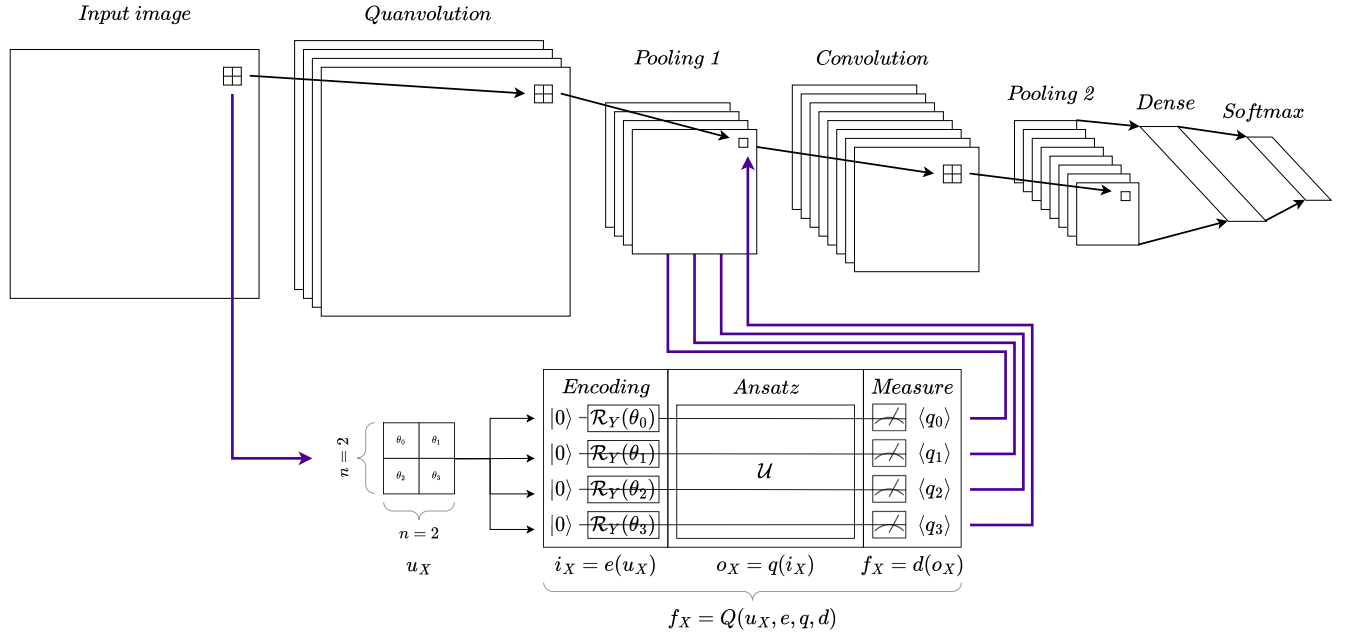 Input image
Quanvolution
Pooling 1
Convolution
Pooling 2
Dense
Softmax
Encoding
Ansatz
Measure
|0⟩ R_Y(θ_0) ⟨q_0⟩
|0⟩ R_Y(θ_1) ⟨q_1⟩
|0⟩ R_Y(θ_2) ⟨q_2⟩
|0⟩ R_Y(θ_3) ⟨q_3⟩
U
n = 2
θ_0 θ_1
θ_2 θ_3
n = 2
u_X
i_X = e(u_X)
o_X = q(i_X)
f_X = d(o_X)
f_X = Q(u_X, e, q, d)